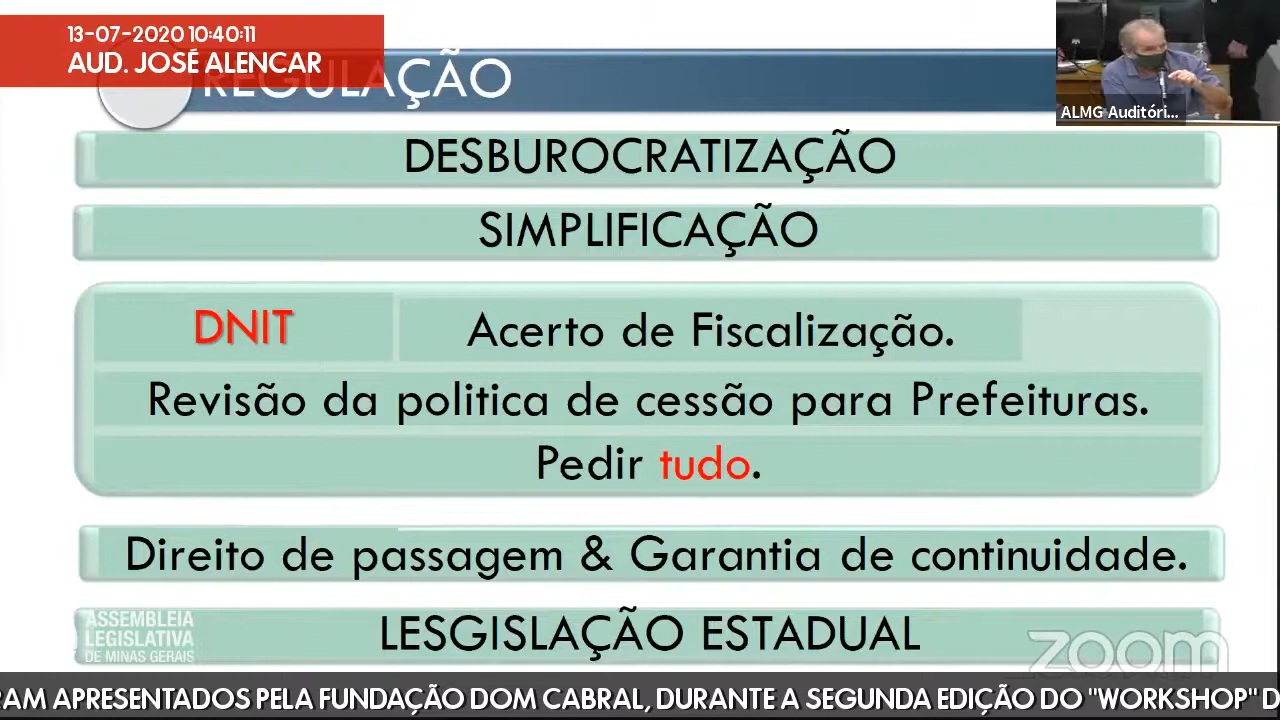 13-07-2020 10:40:11
AUD. JOSÉ ALENCAR
REGULAÇÃO
ALMG Auditóri...
DESBUROCRATIZAÇÃO
SIMPLIFICAÇÃO
DNIT
Acerto de Fiscalização.
Revisão da politica de cessão para Prefeituras.
Pedir tudo.
Direito de passagem & Garantia de continuidade.
LESGISLAÇÃO ESTADUAL
ASSEMBLEIA
LEGISLATIVA
DE MINAS GERAIS
zoom
RAM APRESENTADOS PELA FUNDAÇÃO DOM CABRAL, DURANTE A SEGUNDA EDIÇÃO DO "WORKSHOP" D